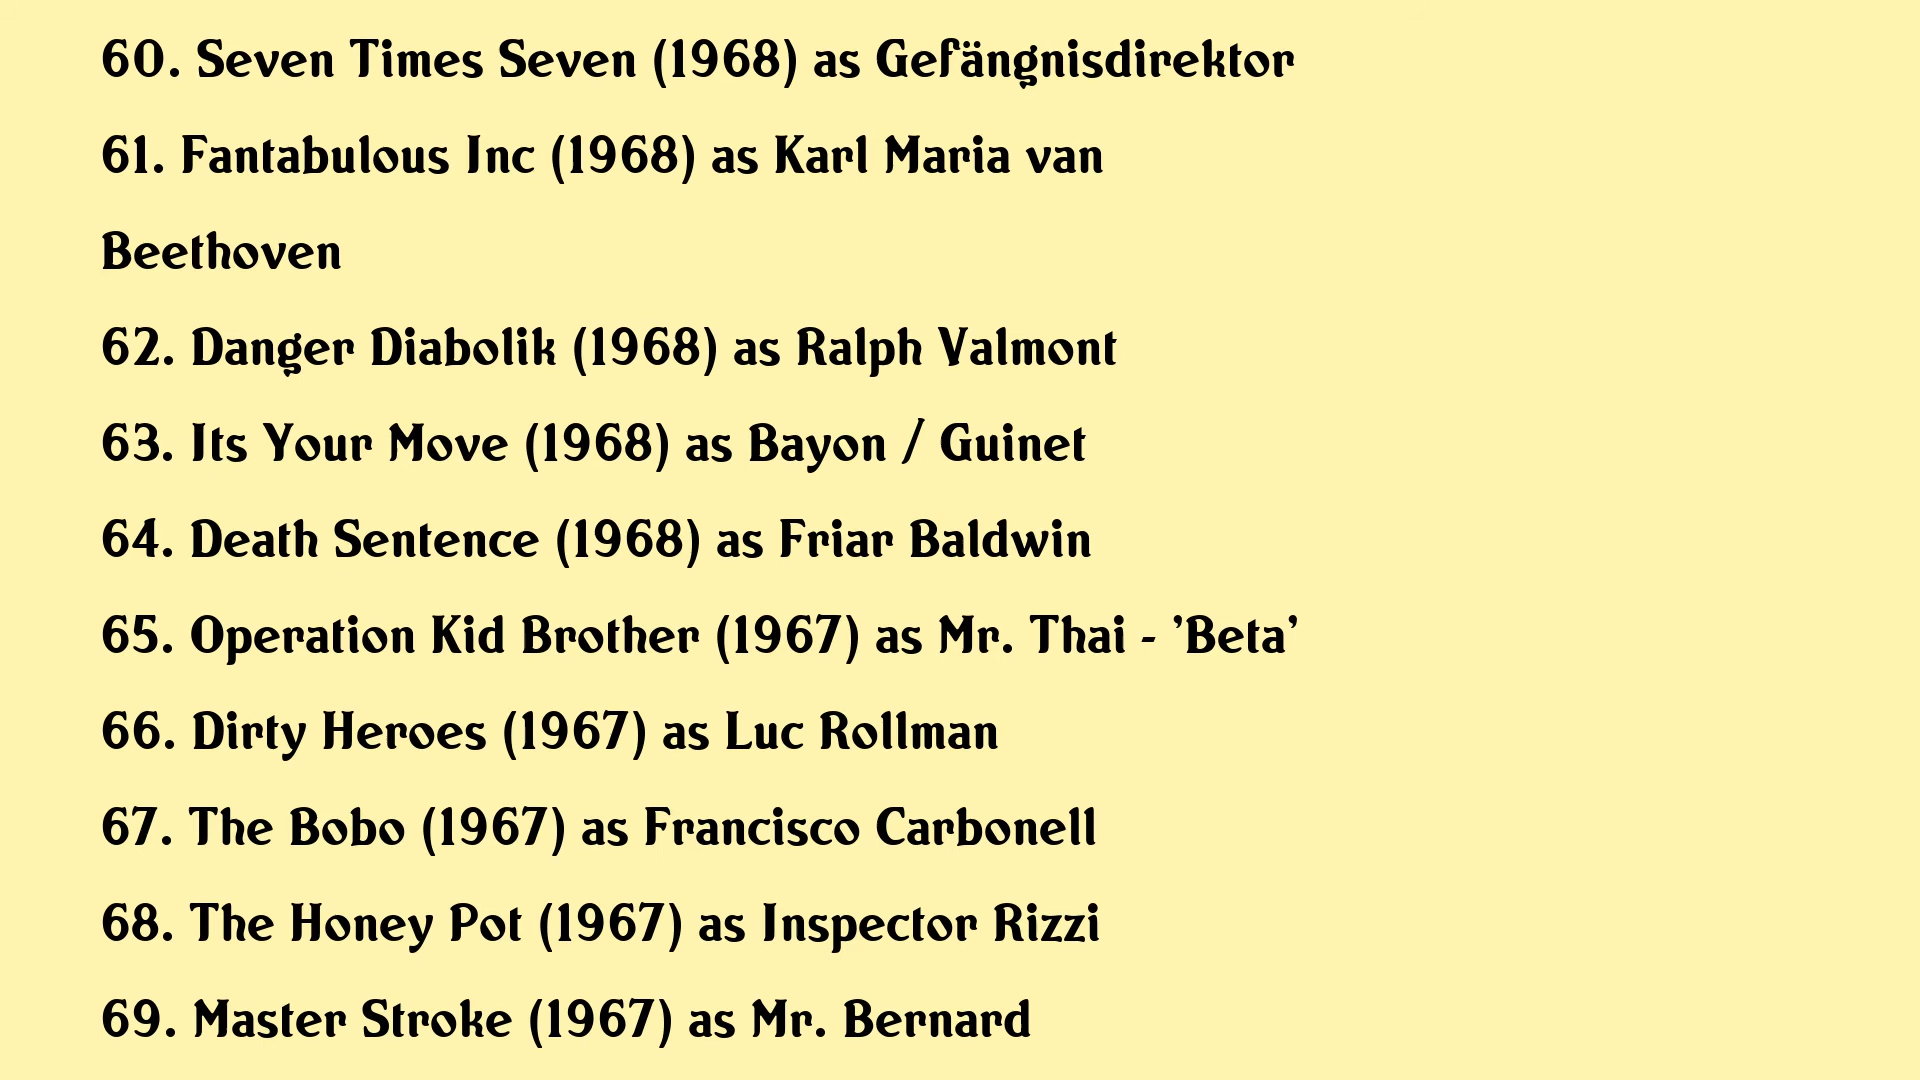 60. Seven Times Seven (1968) as Gefängnisdirektor
61. Fantabulous Inc (1968) as Karl Maria van
Beethoven
62. Danger Diabolik (1968) as Ralph Valmont
63. Its Your Move (1968) as Bayon / Guinet
64. Death Sentence (1968) as Friar Baldwin
65. Operation Kid Brother (1967) as Mr. Thai - 'Beta'
66. Dirty Heroes (1967) as Luc Rollman
67. The Bobo (1967) as Francisco Carbonell
68. The Honey Pot (1967) as Inspector Rizzi
69. Master Stroke (1967) as Mr. Bernard